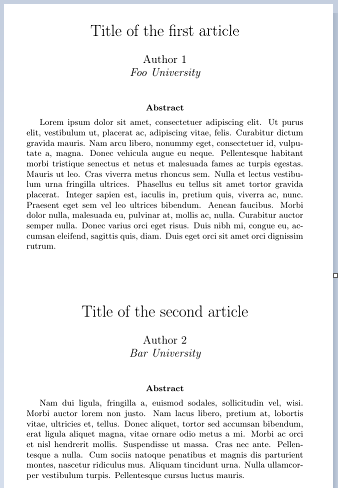 Title of the first article
Author 1
Foo University
Abstract
Lorem ipsum dolor sit amet, consectetuer adipiscing elit. Ut purus
elit, vestibulum ut, placerat ac, adipiscing vitae, felis. Curabitur dictum
gravida mauris. Nam arcu libero, nonummy eget, consectetuer id, vulpu-
tate a, magna. Donec vehicula augue eu neque. Pellentesque habitant
morbi tristique senectus et netus et malesuada fames ac turpis egestas.
Mauris ut leo. Cras viverra metus rhoncus sem. Nulla et lectus vestibu-
lum urna fringilla ultrices. Phasellus eu tellus sit amet tortor gravida
placerat. Integer sapien est, iaculis in, pretium quis, viverra ac, nunc.
Praesent eget sem vel leo ultrices bibendum. Aenean faucibus. Morbi
dolor nulla, malesuada eu, pulvinar at, mollis ac, nulla. Curabitur auctor
semper nulla. Donec varius orci eget risus. Duis nibh mi, congue eu, ac-
cumsan eleifend, sagittis quis, diam. Duis eget orci sit amet orci dignissim
rutrum.
Title of the second article
Author 2
Bar University
Abstract
Nam dui ligula, fringilla a, euismod sodales, sollicitudin vel, wisi.
Morbi auctor lorem non justo. Nam lacus libero, pretium at, lobortis
vitae, ultricies et, tellus. Donec aliquet, tortor sed accumsan bibendum,
erat ligula aliquet magna, vitae ornare odio metus a mi. Morbi ac orci
et nisl hendrerit mollis. Suspendisse ut massa. Cras nec ante. Pellen-
tesque a nulla. Cum sociis natoque penatibus et magnis dis parturient
montes, nascetur ridiculus mus. Aliquam tincidunt urna. Nulla ullamcor-
per vestibulum turpis. Pellentesque cursus luctus mauris.